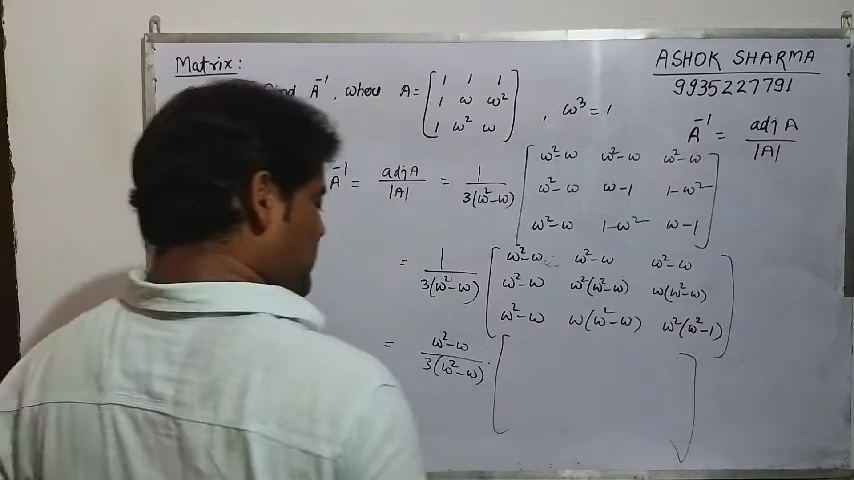 Matrix:
ASHOK SHARMA
9935227791
A⁻¹, where A = [1 1 1; 1 ω ω²; 1 ω² ω], ω³ = 1
A⁻¹ = adj A / |A|
A⁻¹ = adj A / |A| = 1 / 3(ω²-ω) [ω²-ω ω²-ω ω²-ω; ω²-ω ω-1 1-ω²; ω²-ω 1-ω² ω-1]
= 1 / 3(ω²-ω) [ω²-ω ω²-ω ω²-ω; ω²-ω ω²(ω²-ω) ω(ω²-ω); ω²-ω ω(ω²-ω) ω²(ω²-1)]
= ω²-ω / 3(ω²-ω) · [ ]